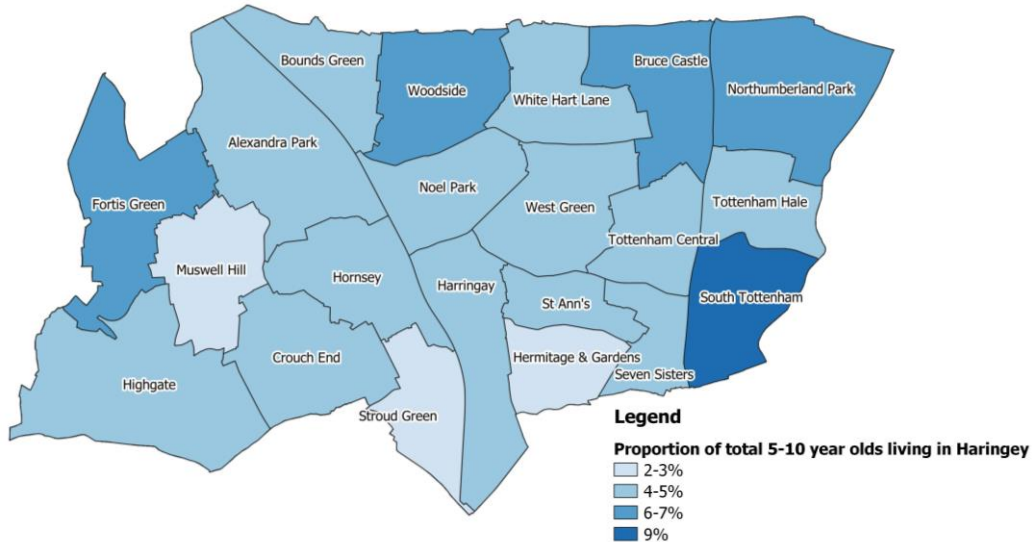 Bounds Green
Woodside
Bruce Castle
Northumberland Park
White Hart Lane
Alexandra Park
Noel Park
Fortis Green
West Green
Tottenham Hale
Tottenham Central
Muswell Hill
Hornsey
Harringay
St Ann's
South Tottenham
Highgate
Crouch End
Hermitage & Gardens
Seven Sisters
Stroud Green
Legend
Proportion of total 5-10 year olds living in Haringey
2-3%
4-5%
6-7%
9%